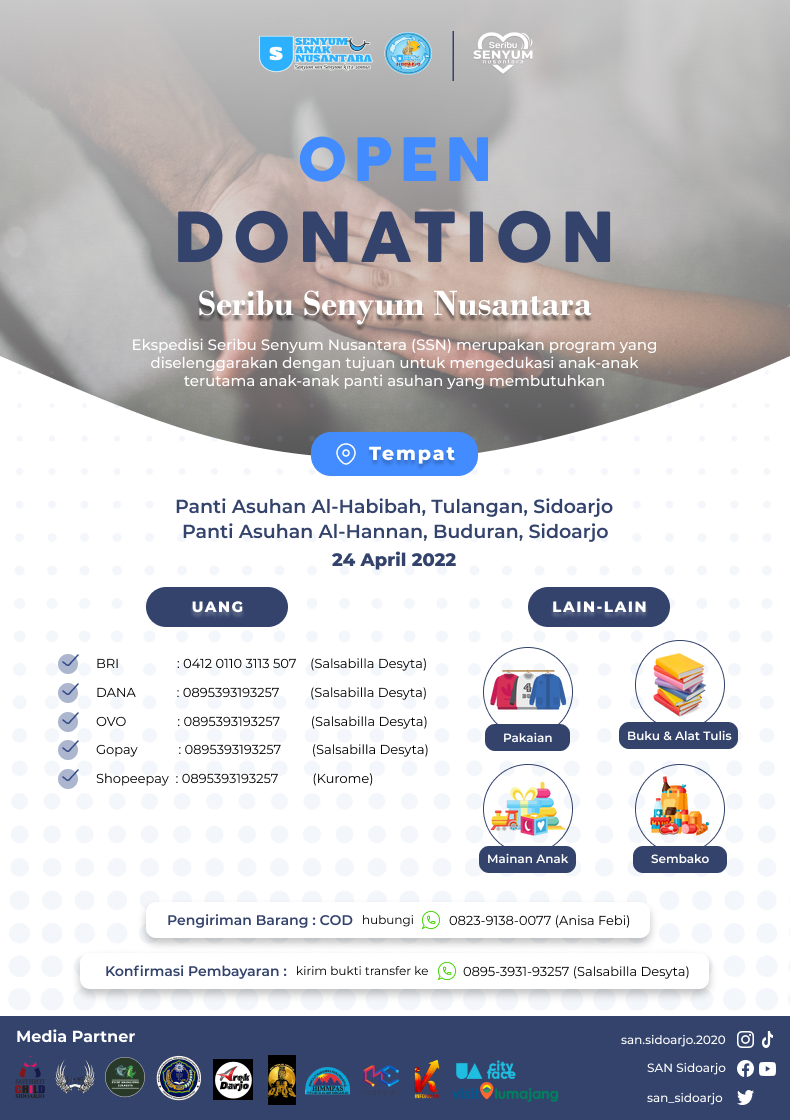 SENYUM
ANAK
NUSANTARA
Seribu
SENYUM
nusantara
OPEN
DONATION
Seribu Senyum Nusantara
Ekspedisi Seribu Senyum Nusantara (SSN) merupakan program yang
diselenggarakan dengan tujuan untuk mengedukasi anak-anak
terutama anak-anak panti asuhan yang membutuhkan
Tempat
Panti Asuhan Al-Habibah, Tulangan, Sidoarjo
Panti Asuhan Al-Hannan, Buduran, Sidoarjo
24 April 2022
UANG
BRI : 0412 0110 3113 507 (Salsabilla Desyta)
DANA : 0895393193257 (Salsabilla Desyta)
OVO : 0895393193257 (Salsabilla Desyta)
Gopay : 0895393193257 (Salsabilla Desyta)
Shopeepay : 0895393193257 (Kurome)
LAIN-LAIN
Pakaian
Buku & Alat Tulis
Mainan Anak
Sembako
Pengiriman Barang : COD hubungi 0823-9138-0077 (Anisa Febi)
Konfirmasi Pembayaran : kirim bukti transfer ke 0895-3931-93257 (Salsabilla Desyta)
Media Partner
Arek
Darjo
HIMMPAS
UA city
face
lumajang
san.sidoarjo.2020
SAN Sidoarjo
san_sidoarjo